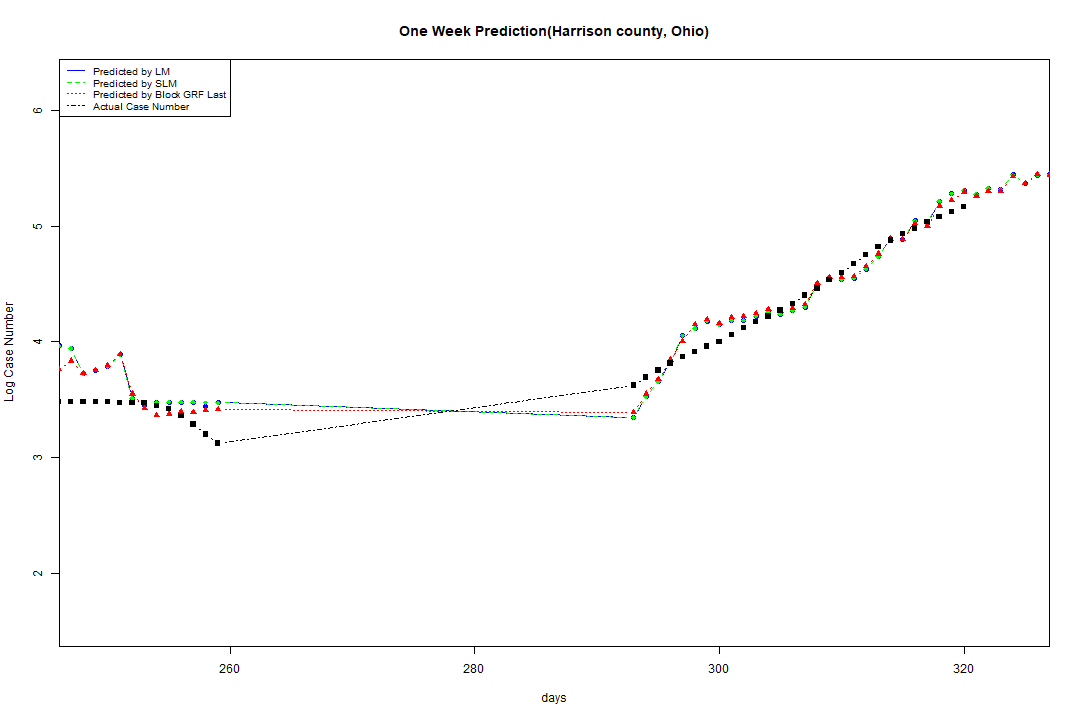 One Week Prediction(Harrison county, Ohio)
Predicted by LM
Predicted by SLM
Predicted by Block GRF Last
Actual Case Number
6
5
4
3
2
Log Case Number
260 280 300 320
days